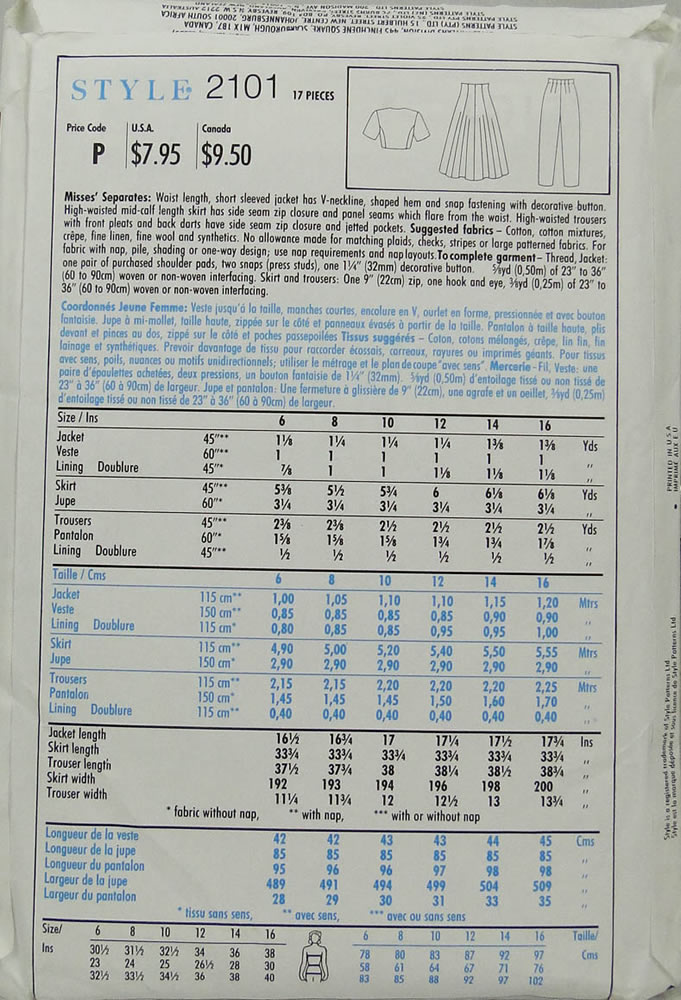 STYLE 2101 17 PIECES
Price Code U.S.A. Canada
P $7.95 $9.50
Misses' Separates: Waist length, short sleeved jacket has V-neckline, shaped hem and snap fastening with decorative button.
High-waisted mid-calf length skirt has side seam zip closure and panel seams which flare from the waist. High-waisted trousers
with front pleats and back darts have side seam zip closure and jetted pockets. Suggested fabrics – Cotton, cotton mixtures,
crêpe, fine linen, fine wool and synthetics. No allowance made for matching plaids, checks, stripes or large patterned fabrics. For
fabric with nap, pile, shading or one-way design; use nap requirements and nap layouts. To complete garment – Thread, Jacket:
one pair of purchased shoulder pads, two snaps (press studs), one 1¼" (32mm) decorative button. ⅝yd (0,50m) of 23" to 36"
(60 to 90cm) woven or non-woven interfacing. Skirt and trousers: One 9" (22cm) zip, one hook and eye, ⅜yd (0,25m) of 23" to
36" (60 to 90cm) woven or non-woven interfacing.
Coordonnés Jeune Femme: Veste jusqu'à la taille, manches courtes, encolure en V, ourlet en forme, pressionnée et avec bouton
fantaisie. Jupe à mi-mollet, taille haute, zippée sur le côté et panneaux évasés à partir de la taille. Pantalon à taille haute, plis
devant et pinces au dos, zippé sur le côté et poches passepoilées Tissus suggérés – Coton, cotons mélangés, crêpe, lin fin, fin
lainage et synthétiques. Prevoir davantage de tissu pour raccorder écossais, carreaux, rayures ou imprimés géants. Pour tissus
avec sens, poils, nuances ou motifs unidirectionnels; utiliser le métrage et le plan de coupe "avec sens". Mercerie - Fil, Veste: une
paire d'épaulettes achetées, deux pressions, un bouton fantaisie de 1¼" (32mm). ⅝yd (0,50m) d'entoilage tissé ou non tissé de
23" à 36" (60 à 90cm) de largeur. Jupe et pantalon: Une fermeture à glissière de 9" (22cm), une agrafe et un oeillet, ⅜yd (0,25m)
d'entoilage tissé ou non tissé de 23" à 36" (60 à 90cm) de largeur.
Size / Ins 6 8 10 12 14 16
Jacket 45"** 1⅛ 1¼ 1¼ 1¼ 1⅜ 1⅜ Yds
Veste 60"** 1 1 1 1 1 1 "
Lining Doublure 45"* ⅞ 1 1 1⅛ 1⅛ 1⅛ "
Skirt 45"** 5⅜ 5½ 5¾ 6 6⅛ 6⅛ Yds
Jupe 60"* 3¼ 3¼ 3¼ 3¼ 3¼ 3¼ "
Trousers 45"** 2⅜ 2⅜ 2½ 2½ 2½ 2½ Yds
Pantalon 60"* 1⅝ 1⅝ 1⅝ 1¾ 1¾ 1⅞ "
Lining Doublure 45"** ½ ½ ½ ½ ½ ½ "
Taille / Cms 6 8 10 12 14 16
Jacket 115 cm** 1,00 1,05 1,10 1,10 1,15 1,20 Mtrs
Veste 150 cm** 0,85 0,85 0,85 0,85 0,90 0,90 "
Lining Doublure 115 cm* 0,80 0,85 0,85 0,95 0,95 1,00 "
Skirt 115 cm** 4,90 5,00 5,20 5,40 5,50 5,55 Mtrs
Jupe 150 cm* 2,90 2,90 2,90 2,90 2,90 2,90 "
Trousers 115 cm** 2,15 2,15 2,20 2,20 2,20 2,25 Mtrs
Pantalon 150 cm* 1,45 1,45 1,45 1,50 1,60 1,70 "
Lining Doublure 115 cm** 0,40 0,40 0,40 0,40 0,40 0,40 "
Jacket length 16½ 16¾ 17 17¼ 17½ 17¾ Ins
Skirt length 33¾ 33¾ 33¾ 33¾ 33¾ 33¾ "
Trouser length 37½ 37¾ 38 38¼ 38½ 38¾ "
Skirt width 192 193 194 196 198 200 "
Trouser width 11¼ 11¾ 12 12½ 13 13¾ "
* fabric without nap, ** with nap, *** with or without nap
Longueur de la veste 42 42 43 43 44 45 Cms
Longueur de la jupe 85 85 85 85 85 85 "
Longueur du pantalon 95 96 96 97 98 98 "
Largeur de la jupe 489 491 494 499 504 509 "
Largeur du pantalon 28 29 30 31 33 35 "
* tissu sans sens, ** avec sens, *** avec ou sans sens
Size/ 6 8 10 12 14 16 6 8 10 12 14 16 Taille/
Ins 30½ 31½ 32½ 34 36 38 78 80 83 87 92 97 Cms
23 24 25 26½ 28 30 58 61 64 67 71 76
32½ 33½ 34½ 36 38 40 83 85 88 92 97 102
PRINTED IN U S A
IMPRIMÉ AUX E U
Style is a registered trademark of Style Patterns Ltd
Style est la marque déposée et sous licence de Style Patterns Ltd